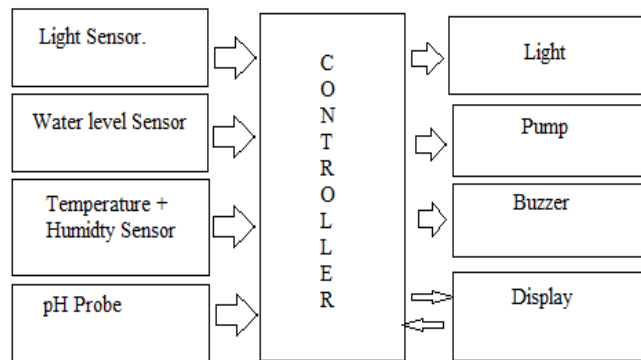 Light Sensor.
Water level Sensor
Temperature +
Humidty Sensor
pH Probe
C
O
N
T
R
O
L
L
E
R
Light
Pump
Buzzer
Display